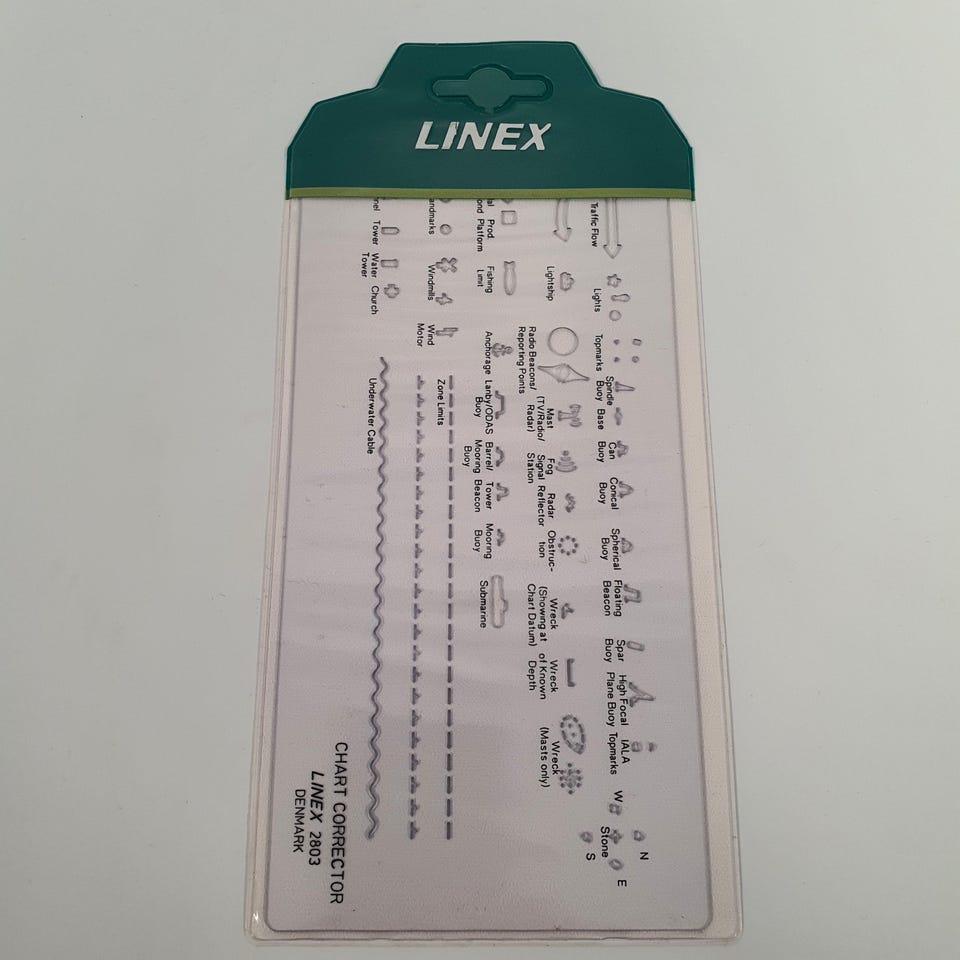 LINEX
Traffic Flow
Lights
Topmarks
Spindle
Buoy
Base
Can
Buoy
Conical
Buoy
Spherical
Buoy
Floating
Beacon
Spar
Buoy
High Focal
Plane Buoy
IALA
Topmarks
W
N
Stone
E
S
Lightship
Radio Beacons/
Reporting Points
Mast
(TV/Radio/
Radar)
Fog
Signal
Station
Radar
Reflector
Obstruc-
tion
Wreck
(Showing at
Chart Datum)
Wreck
of Known
Depth
Wreck
(Masts only)
Prod.
Platform
Fishing
Limit
Anchorage
Lanby/ODAS
Buoy
Barrel/
Mooring
Buoy
Tower
Beacon
Mooring
Buoy
Submarine
Windmills
Wind
Motor
Zone Limits
Tower
Water
Tower
Church
Underwater Cable
CHART CORRECTOR
LINEX 2803
DENMARK